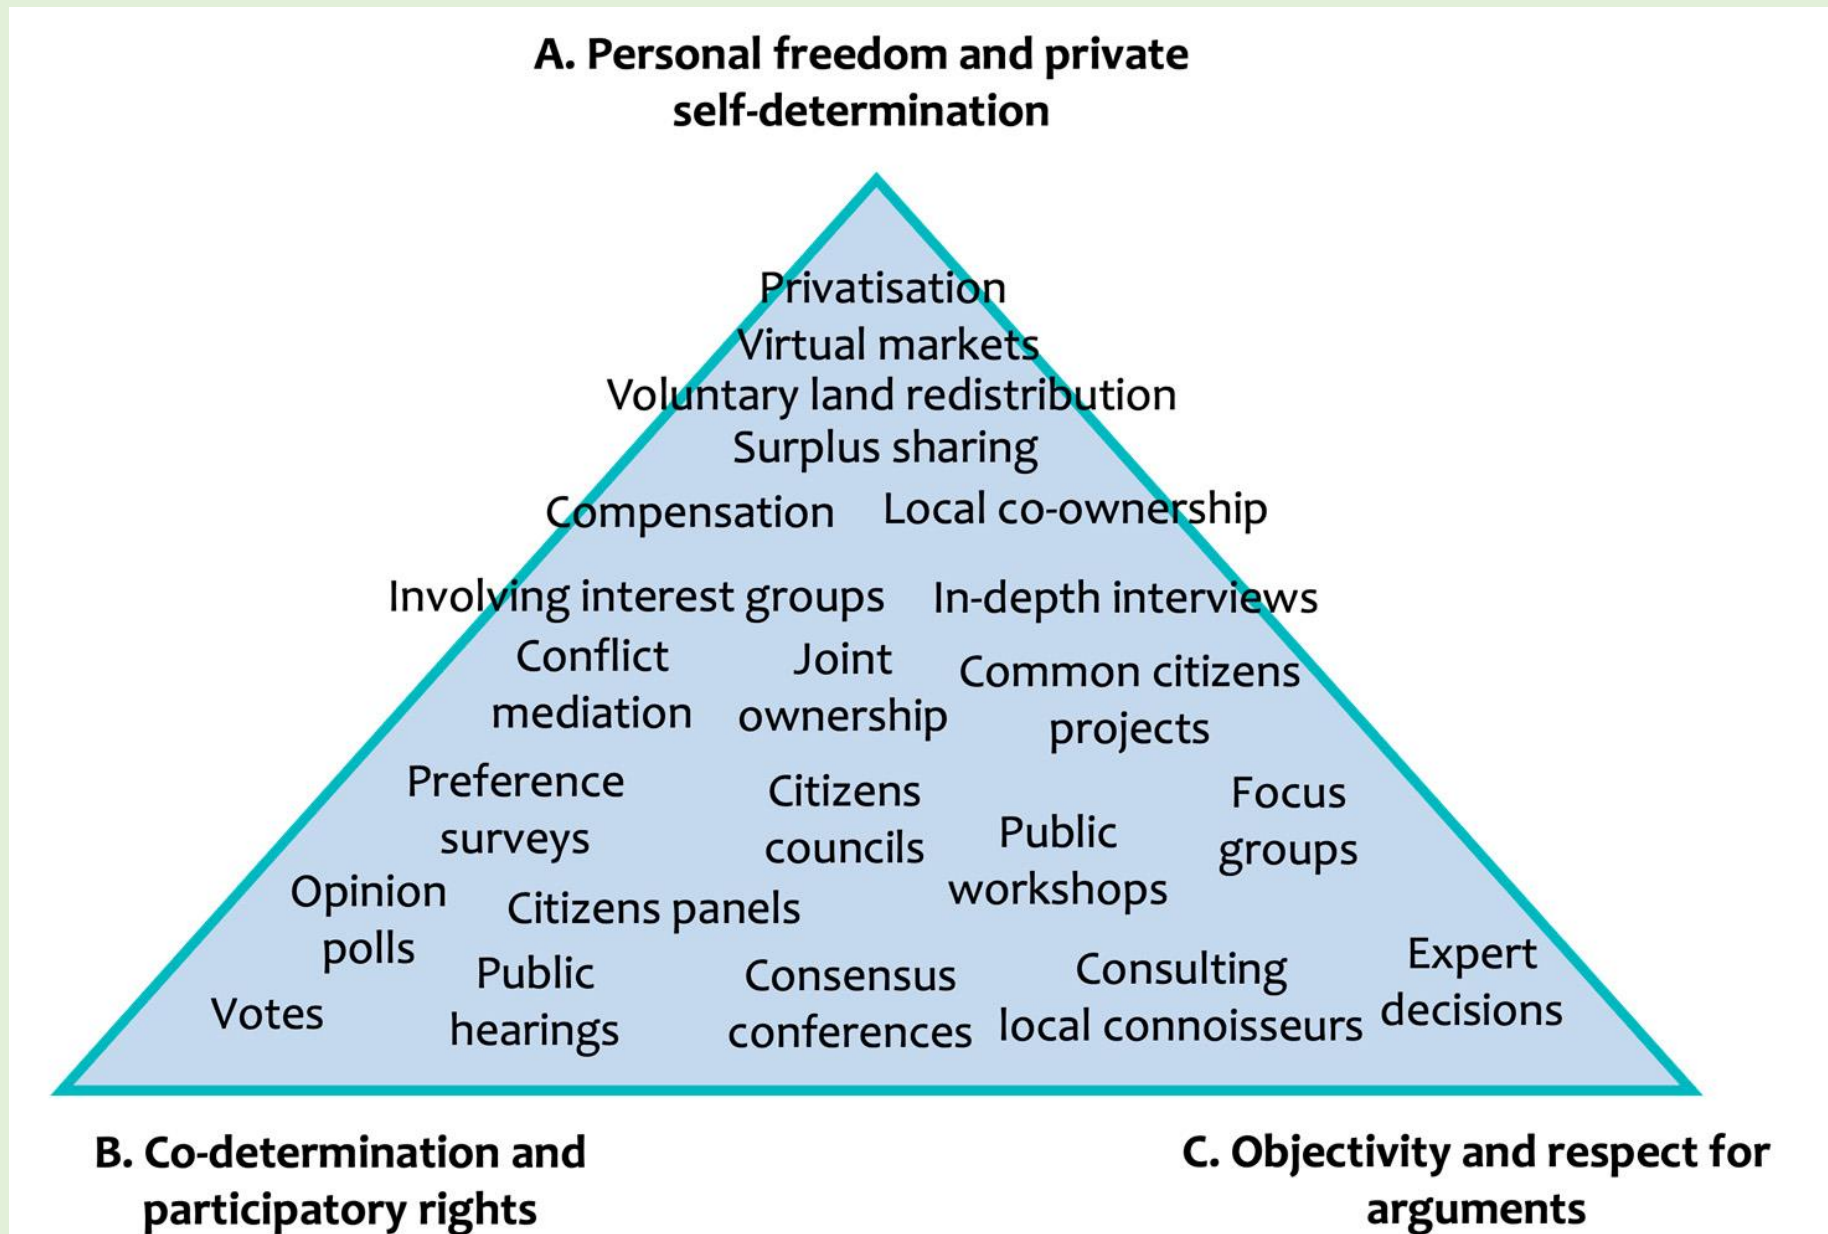 A. Personal freedom and private
self-determination
Privatisation
Virtual markets
Voluntary land redistribution
Surplus sharing
Compensation
Local co-ownership
Involving interest groups
In-depth interviews
Conflict
mediation
Joint
ownership
Common citizens
projects
Preference
surveys
Citizens
councils
Public
workshops
Focus
groups
Opinion
polls
Citizens panels
Votes
Public
hearings
Consensus
conferences
Consulting
local connoisseurs
Expert
decisions
B. Co-determination and
participatory rights
C. Objectivity and respect for
arguments